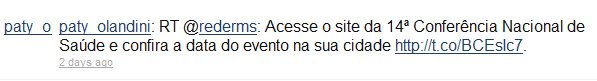 paty_o paty_olandini: RT @rederms: Acesse o site da 14ª Conferência Nacional de
Saúde e confira a data do evento na sua cidade http://t.co/BCEslc7.
2 days ago